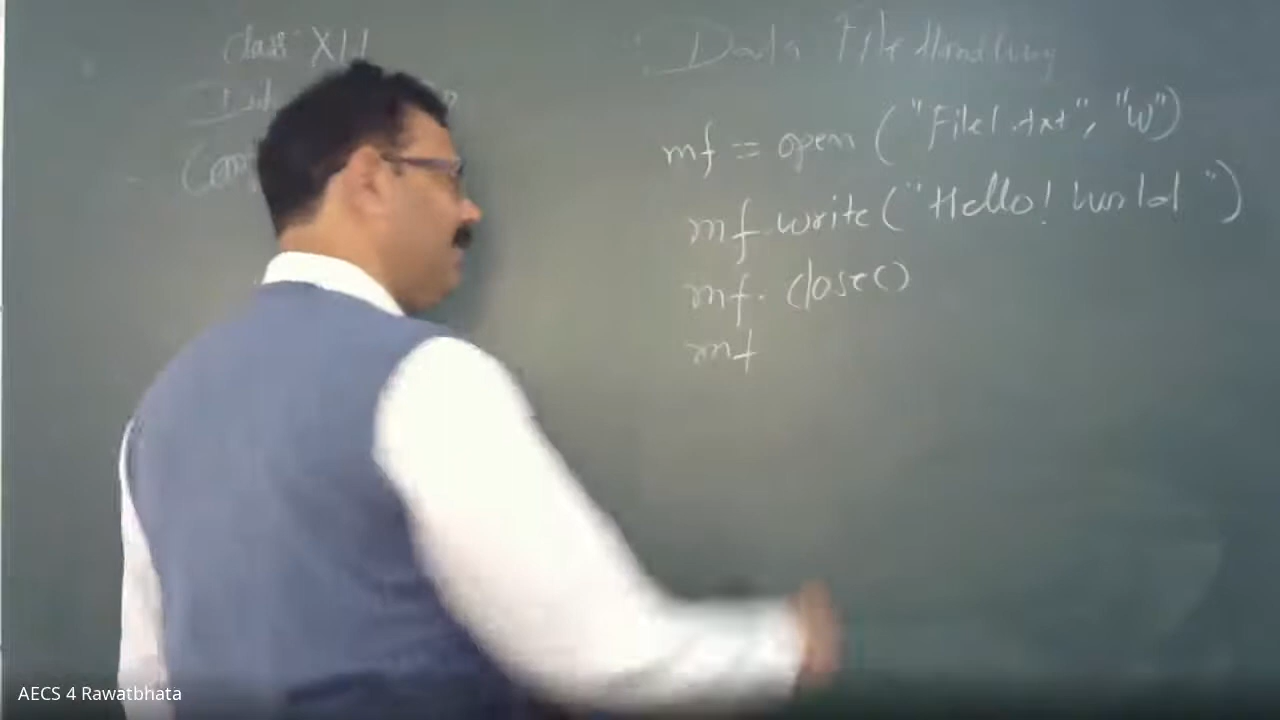 Class XII
Data File Handling
mf = open ("File1.txt", "w")
mf.write("Hello! world ")
mf. close()
mf
AECS 4 Rawatbhata